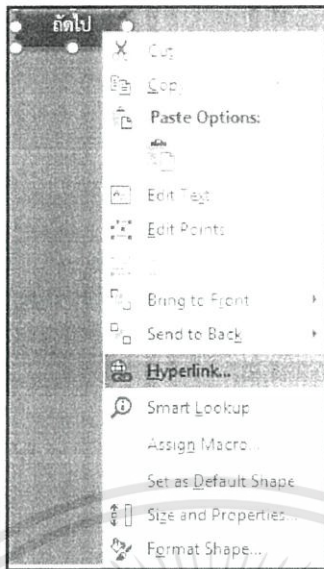 ถัดไป
Cut
Copy
Paste Options:
Edit Text
Edit Points
Bring to Front
Send to Back
Hyperlink...
Smart Lookup
Assign Macro...
Set as Default Shape
Size and Properties...
Format Shape...